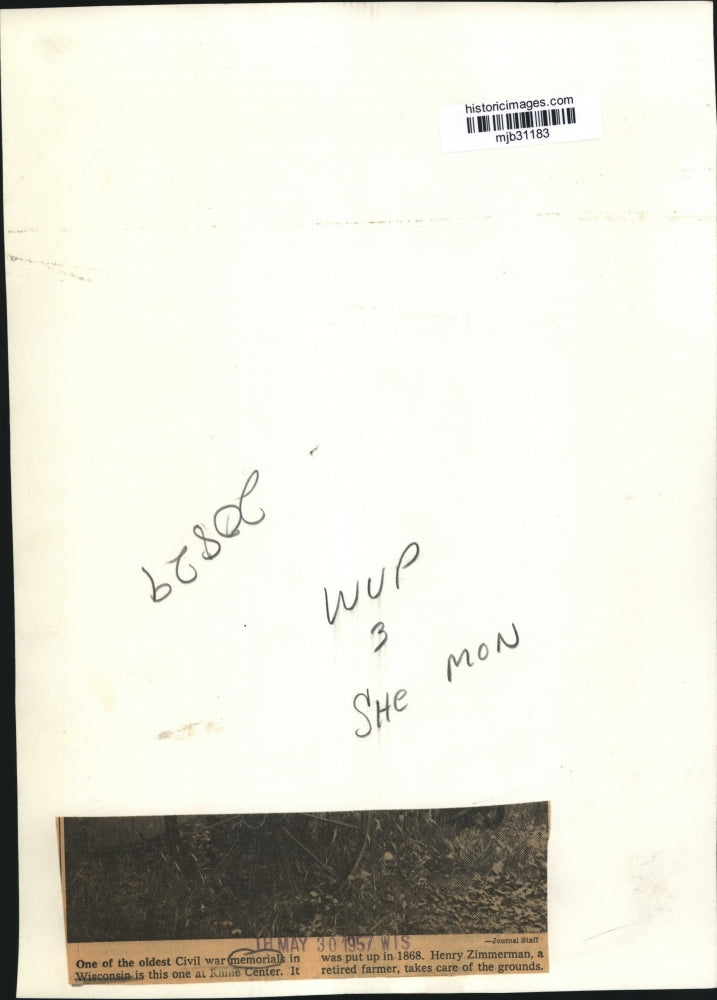 historicimages.com
mjb31183
WUP
3
SHE MON
MAY 30 1957 WIS
—Journal Staff
One of the oldest Civil war memorials in
Wisconsin is this one at Rhine Center. It
was put up in 1868. Henry Zimmerman, a
retired farmer, takes care of the grounds.